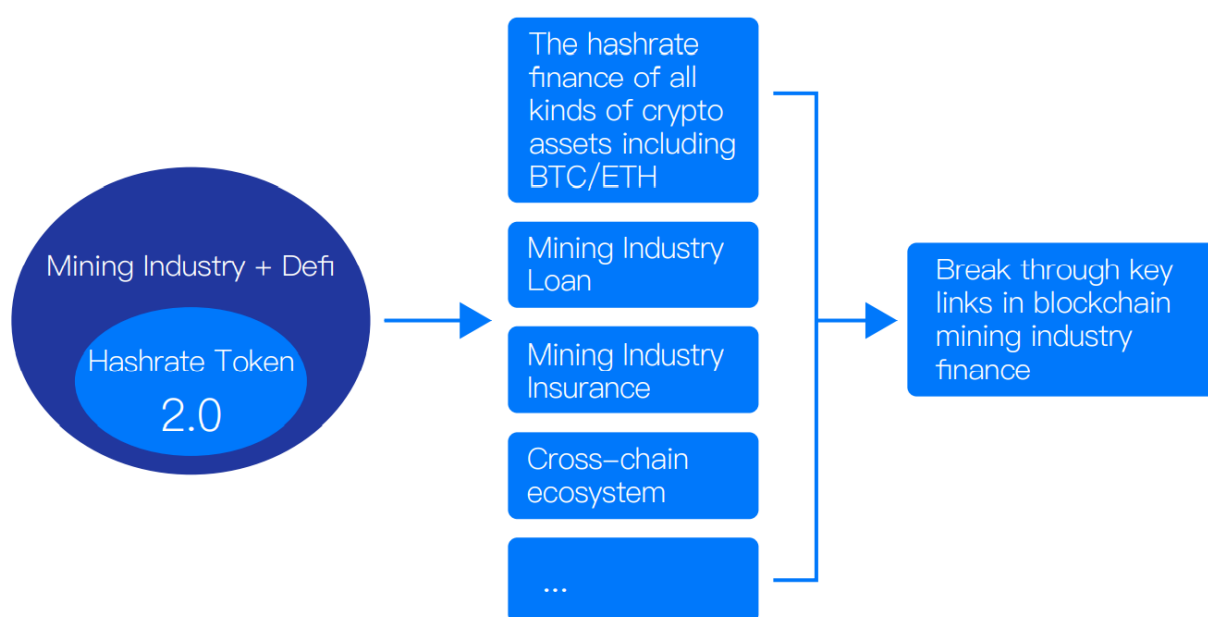 The hashrate
finance of all
kinds of crypto
assets including
BTC/ETH
Mining Industry + Defi
Hashrate Token
2.0
Mining Industry
Loan
Mining Industry
Insurance
Cross-chain
ecosystem
...
Break through key
links in blockchain
mining industry
finance